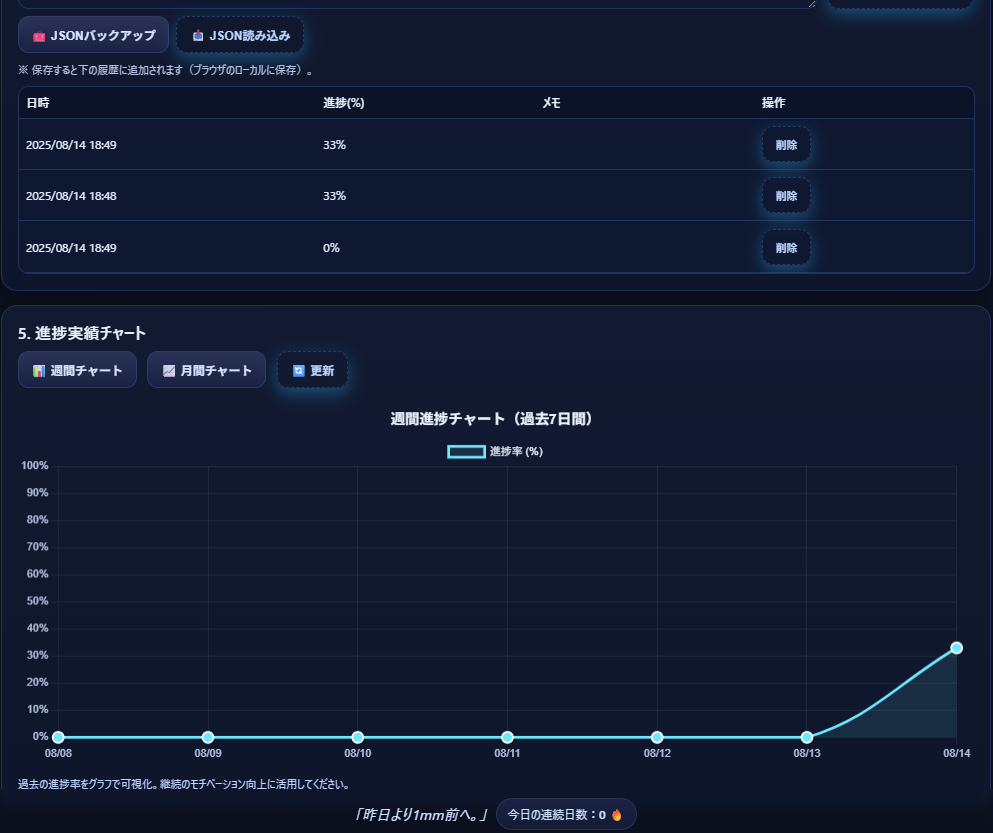 JSONバックアップ JSON読み込み
※ 保存すると下の履歴に追加されます（ブラウザのローカルに保存）。
日時 進捗(%) メモ 操作
2025/08/14 18:49 33% 削除
2025/08/14 18:48 33% 削除
2025/08/14 18:49 0% 削除
5. 進捗実績チャート
週間チャート 月間チャート 更新
週間進捗チャート（過去7日間）
進捗率 (%)
100%
90%
80%
70%
60%
50%
40%
30%
20%
10%
0%
08/08 08/09 08/10 08/11 08/12 08/13 08/14
過去の進捗率をグラフで可視化。継続のモチベーション向上に活用してください。
「昨日より1mm前へ。」 今日の連続日数：0